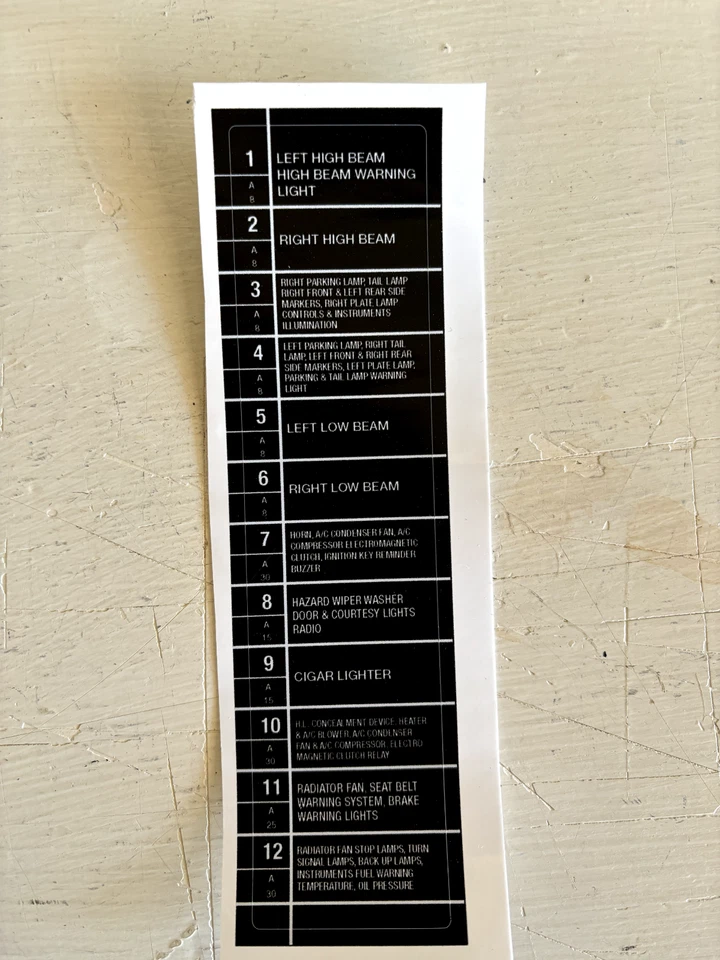 1
LEFT HIGH BEAM
HIGH BEAM WARNING
LIGHT
A
8
2
RIGHT HIGH BEAM
A
8
3
RIGHT PARKING LAMP, TAIL LAMP
RIGHT FRONT & LEFT REAR SIDE
MARKERS, RIGHT PLATE LAMP
CONTROLS & INSTRUMENTS
ILLUMINATION
A
8
4
LEFT PARKING LAMP, RIGHT TAIL
LAMP, LEFT FRONT & RIGHT REAR
SIDE MARKERS, LEFT PLATE LAMP,
PARKING & TAIL LAMP WARNING
LIGHT
A
8
5
LEFT LOW BEAM
A
8
6
RIGHT LOW BEAM
A
8
7
HORN, A/C CONDENSER FAN, A/C
COMPRESSOR ELECTROMAGNETIC
CLUTCH, IGNITION KEY REMINDER
BUZZER
A
30
8
HAZARD WIPER WASHER
DOOR & COURTESY LIGHTS
RADIO
A
15
9
CIGAR LIGHTER
A
15
10
H.L. CONCEALMENT DEVICE, HEATER
& A/C BLOWER, A/C CONDENSER
FAN & A/C COMPRESSOR, ELECTRO
MAGNETIC CLUTCH RELAY
A
30
11
RADIATOR FAN, SEAT BELT
WARNING SYSTEM, BRAKE
WARNING LIGHTS
A
25
12
RADIATOR FAN STOP LAMPS, TURN
SIGNAL LAMPS, BACK UP LAMPS,
INSTRUMENTS FUEL WARNING
TEMPERATURE, OIL PRESSURE
A
30